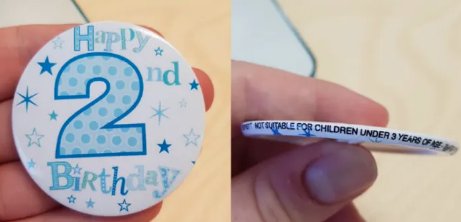 Happy
2nd
Birthday
NOT SUITABLE FOR CHILDREN UNDER 3 YEARS OF AGE